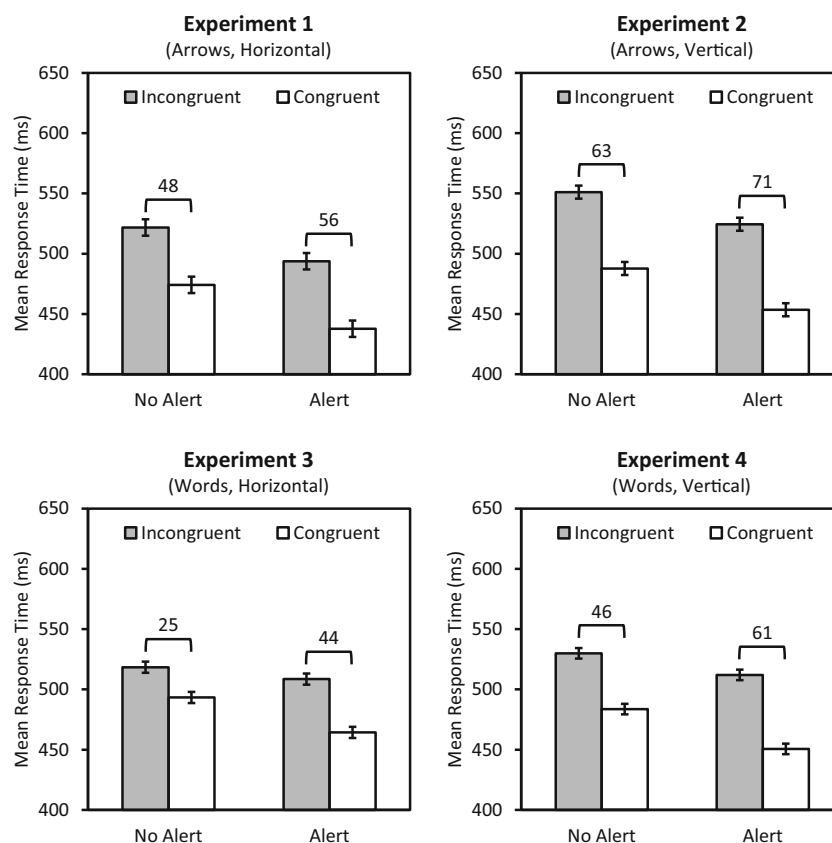 Experiment 1
(Arrows, Horizontal)
650
600
550
500
450
400
Mean Response Time (ms)
Incongruent Congruent
48
56
No Alert Alert
Experiment 2
(Arrows, Vertical)
650
600
550
500
450
400
Mean Response Time (ms)
Incongruent Congruent
63
71
No Alert Alert
Experiment 3
(Words, Horizontal)
650
600
550
500
450
400
Mean Response Time (ms)
Incongruent Congruent
25
44
No Alert Alert
Experiment 4
(Words, Vertical)
650
600
550
500
450
400
Mean Response Time (ms)
Incongruent Congruent
46
61
No Alert Alert